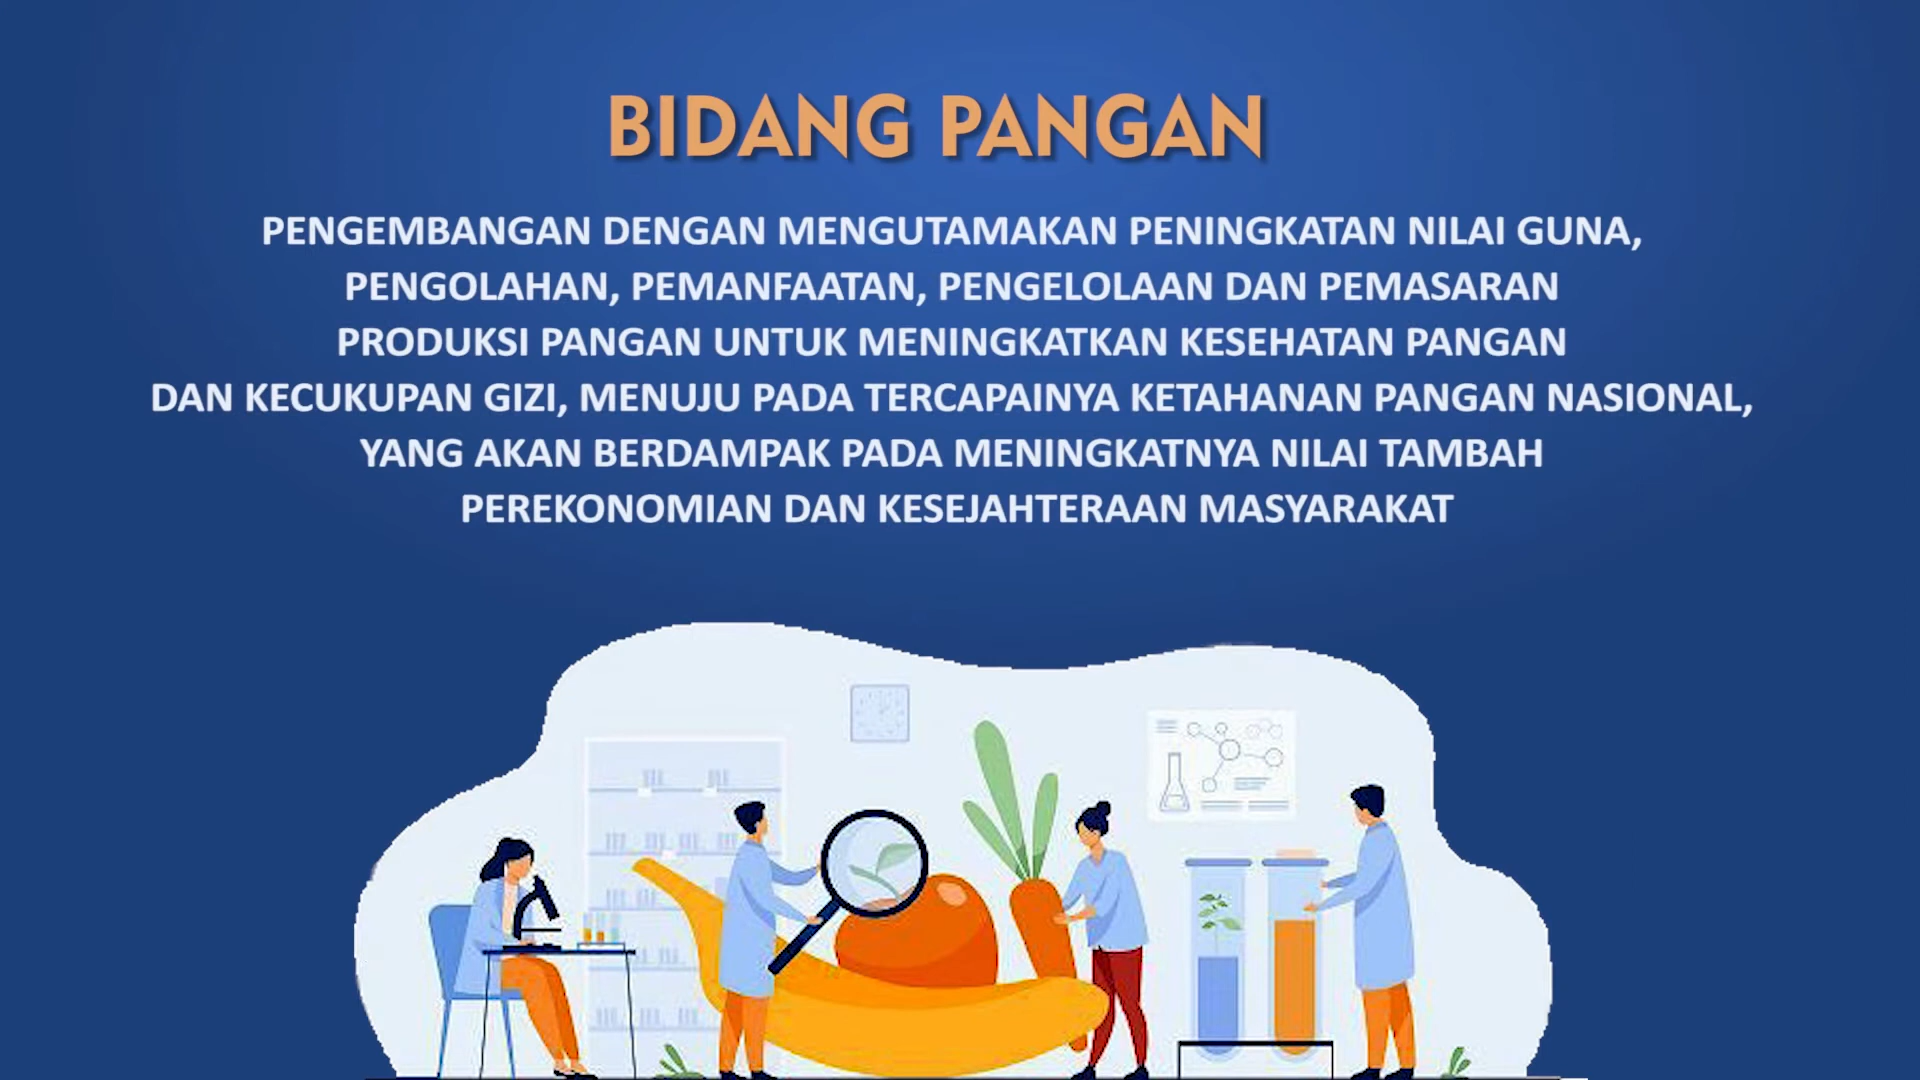 BIDANG PANGAN
PENGEMBANGAN DENGAN MENGUTAMAKAN PENINGKATAN NILAI GUNA,
PENGOLAHAN, PEMANFAATAN, PENGELOLAAN DAN PEMASARAN
PRODUKSI PANGAN UNTUK MENINGKATKAN KESEHATAN PANGAN
DAN KECUKUPAN GIZI, MENUJU PADA TERCAPAINYA KETAHANAN PANGAN NASIONAL,
YANG AKAN BERDAMPAK PADA MENINGKATNYA NILAI TAMBAH
PEREKONOMIAN DAN KESEJAHTERAAN MASYARAKAT